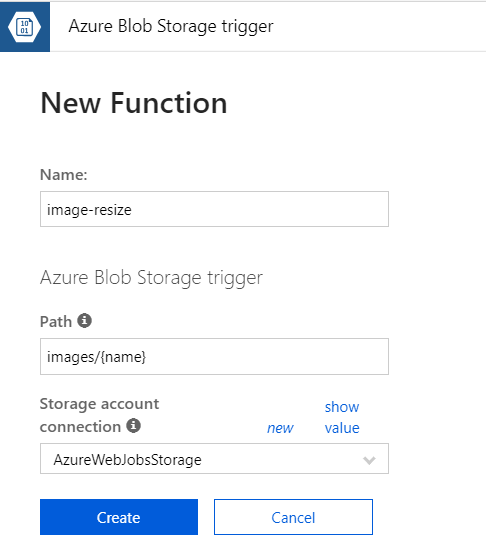 10
01
Azure Blob Storage trigger
New Function
Name:
image-resize
Azure Blob Storage trigger
Path
images/{name}
Storage account
connection
new
show
value
AzureWebJobsStorage
Create
Cancel